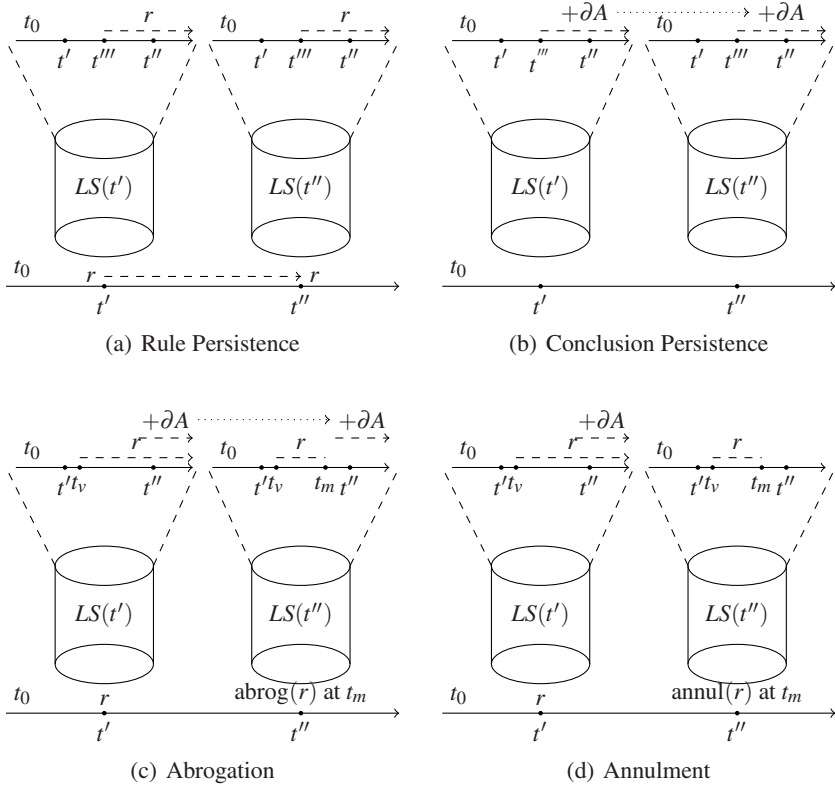 t₀ r t₀ r
t′ t‴ t″ t′ t‴ t″
LS(t′) LS(t″)
t₀ r r
t′ t″
(a) Rule Persistence
+∂A +∂A
t₀ t₀
t′ t‴ t″ t′ t‴ t″
LS(t′) LS(t″)
t₀
t′ t″
(b) Conclusion Persistence
+∂A +∂A
t₀ r t₀ r
t′ tᵥ t″ t′ tᵥ tₘ t″
LS(t′) LS(t″)
t₀ r abrog(r) at tₘ
t′ t″
(c) Abrogation
+∂A
t₀ r t₀ r
t′ tᵥ t″ t′ tᵥ tₘ t″
LS(t′) LS(t″)
t₀ r annul(r) at tₘ
t′ t″
(d) Annulment